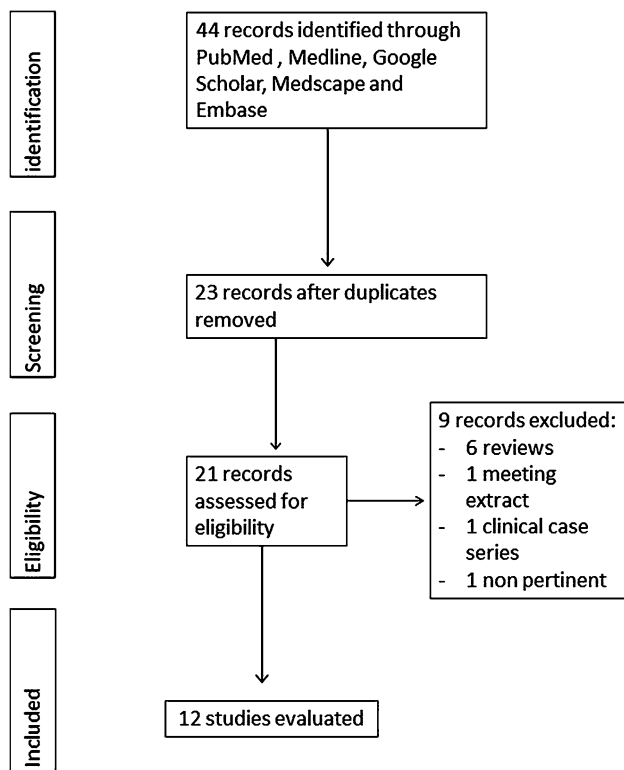 identification
44 records identified through
PubMed , Medline, Google
Scholar, Medscape and
Embase
Screening
23 records after duplicates
removed
Eligibility
21 records
assessed for
eligibility
9 records excluded:
- 6 reviews
- 1 meeting
extract
- 1 clinical case
series
- 1 non pertinent
Included
12 studies evaluated